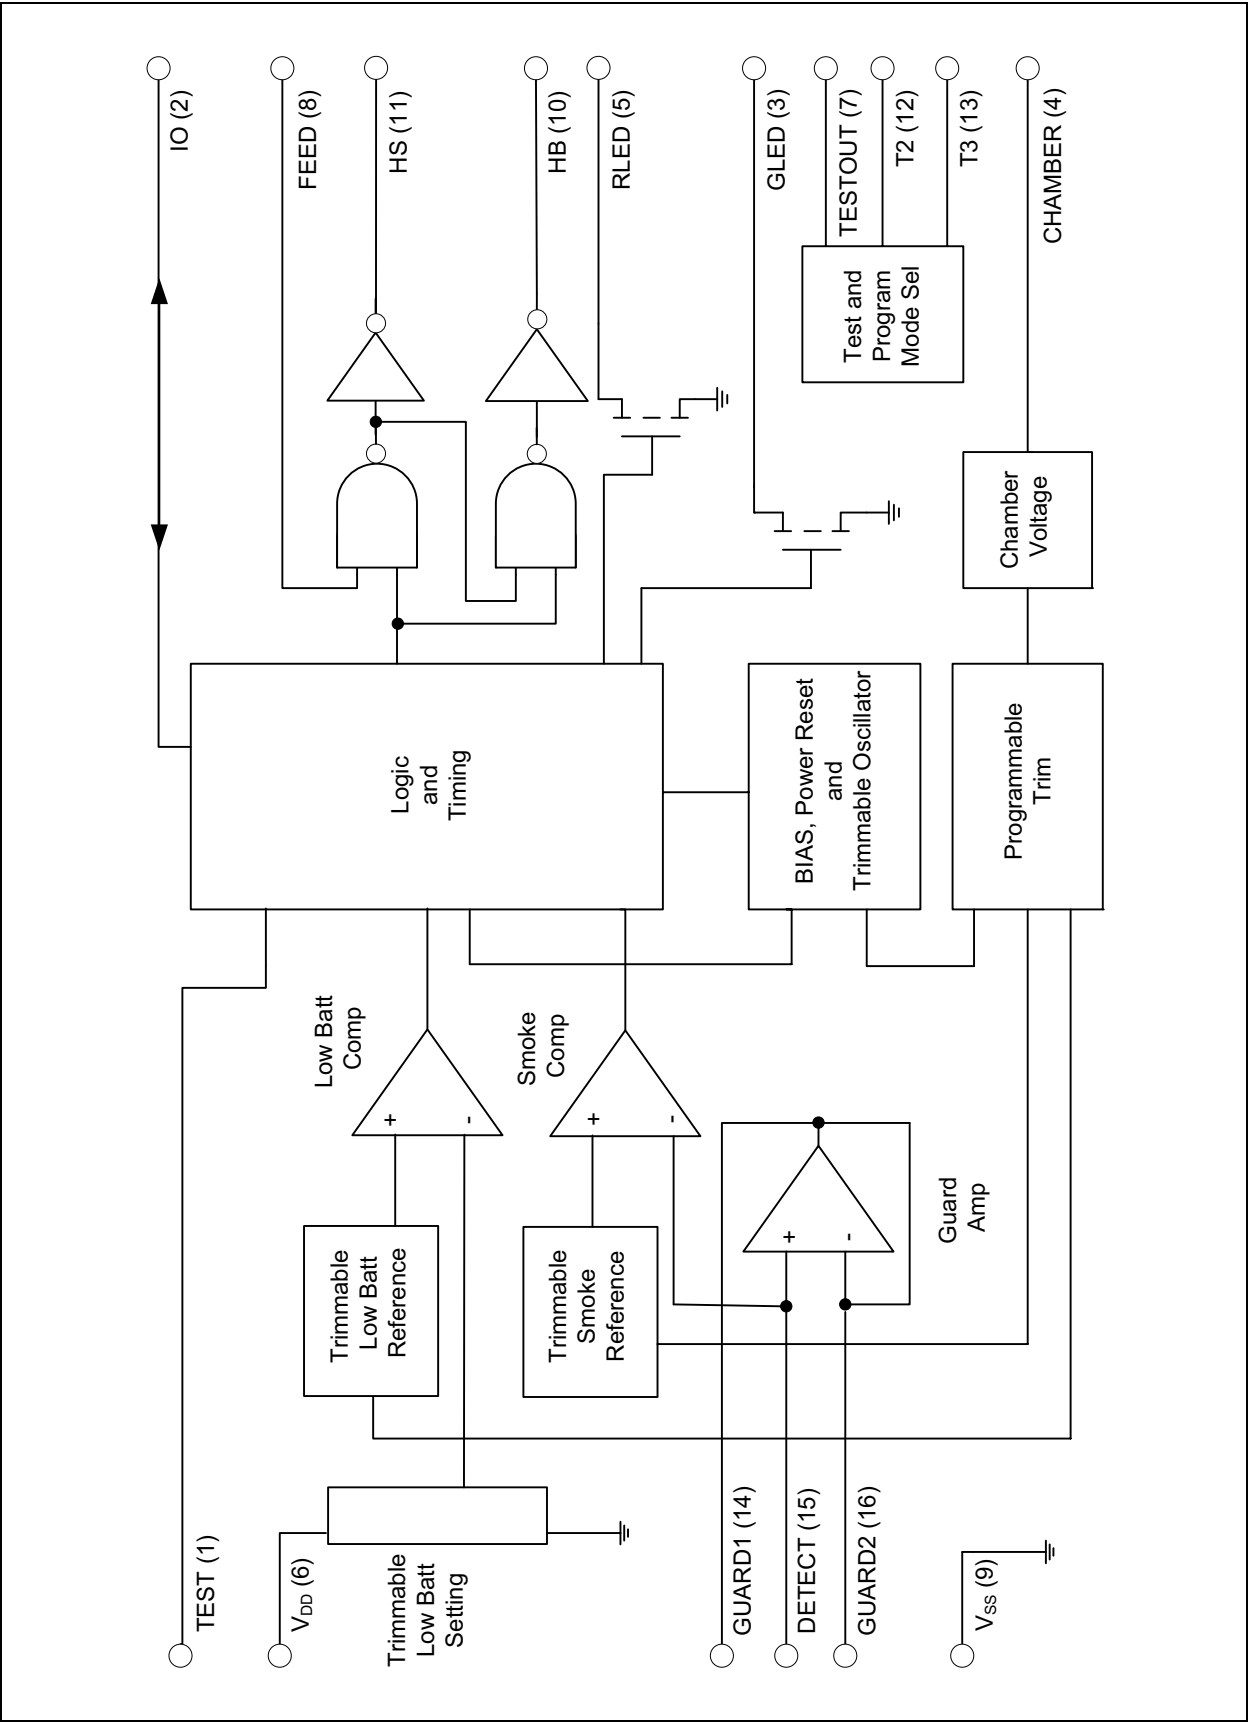 TEST (1)
V_DD (6)
Trimmable
Low Batt
Setting
GUARD1 (14)
DETECT (15)
GUARD2 (16)
V_SS (9)
Trimmable
Low Batt
Reference
Trimmable
Smoke
Reference
Low Batt
Comp
+
-
Smoke
Comp
+
-
+
-
Guard
Amp
Logic
and
Timing
BIAS, Power Reset
and
Trimmable Oscillator
Programmable
Trim
Chamber
Voltage
Test and
Program
Mode Sel
IO (2)
FEED (8)
HS (11)
HB (10)
RLED (5)
GLED (3)
TESTOUT (7)
T2 (12)
T3 (13)
CHAMBER (4)